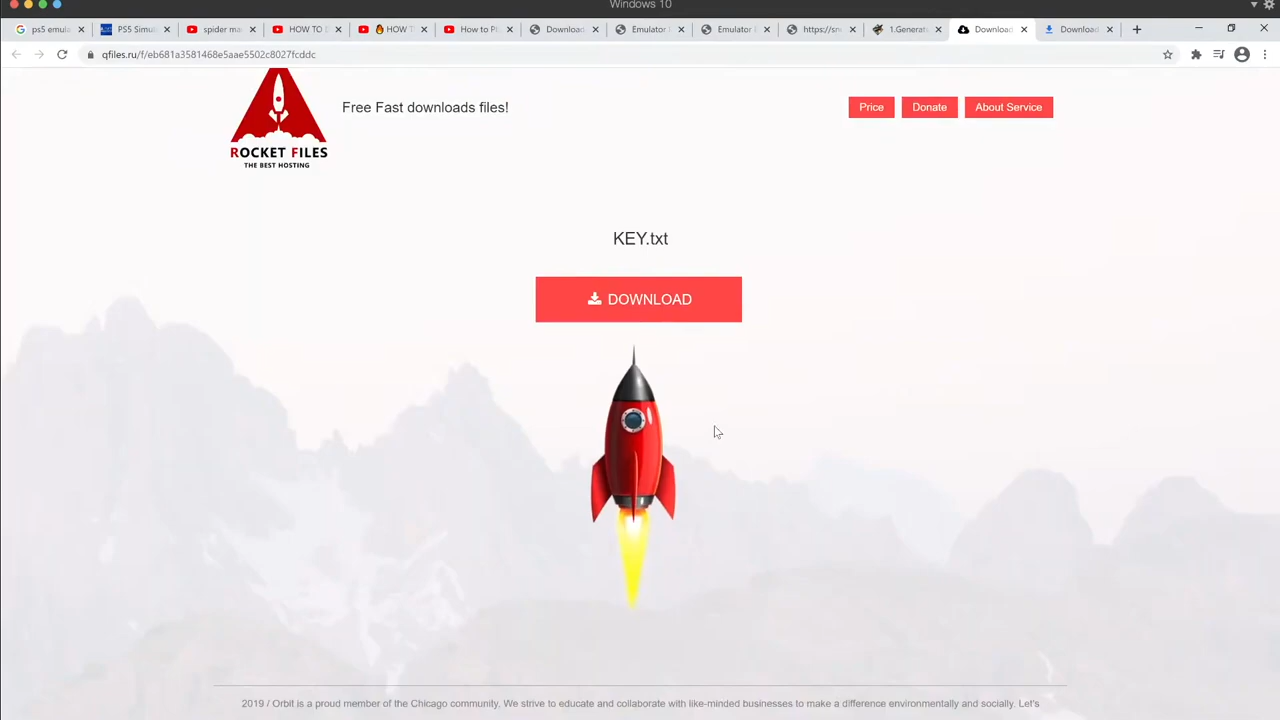 Windows 10
ps5 emula
PS5 Simul
spider ma
HOW TO [
HOW T
How to P
Download
Emulator
Emulator
https://sn
1.Generat
Download
Download
qfiles.ru/f/eb681a3581468e5aae5502c8027fcddc
Free Fast downloads files!
Price
Donate
About Service
ROCKET FILES
THE BEST HOSTING
KEY.txt
DOWNLOAD
2019 / Orbit is a proud member of the Chicago community, We strive to educate and collaborate with like-minded businesses to make a difference environmentally and socially. Let's